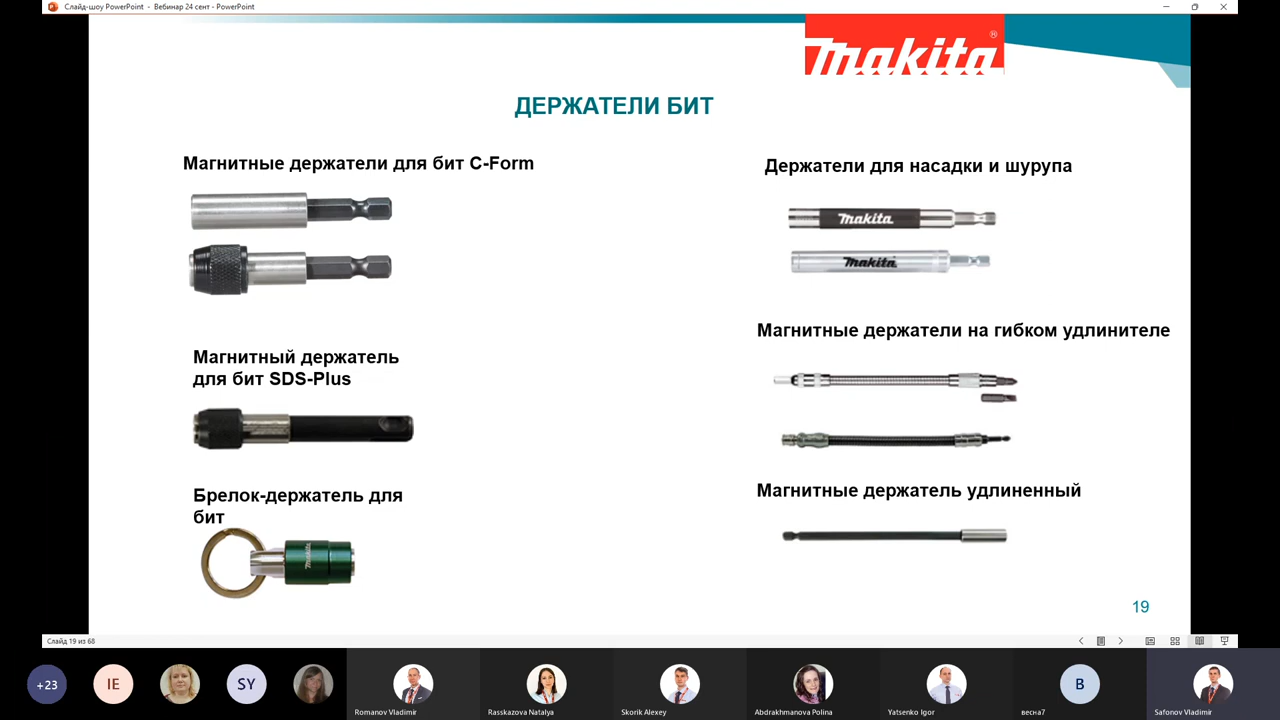 Слайд-шоу PowerPoint - Вебинар 24 сент - PowerPoint
makita®
ДЕРЖАТЕЛИ БИТ
Магнитные держатели для бит C-Form
Держатели для насадки и шурупа
makita
makita
Магнитные держатели на гибком удлинителе
Магнитный держатель
для бит SDS-Plus
Магнитные держатель удлиненный
Брелок-держатель для
бит
makita
19
Слайд 19 из 68
+23
IE
SY
B
Romanov Vladimir
Rasskazova Natalya
Skorik Alexey
Abdrakhmanova Polina
Yatsenko Igor
весна7
Safonov Vladimir